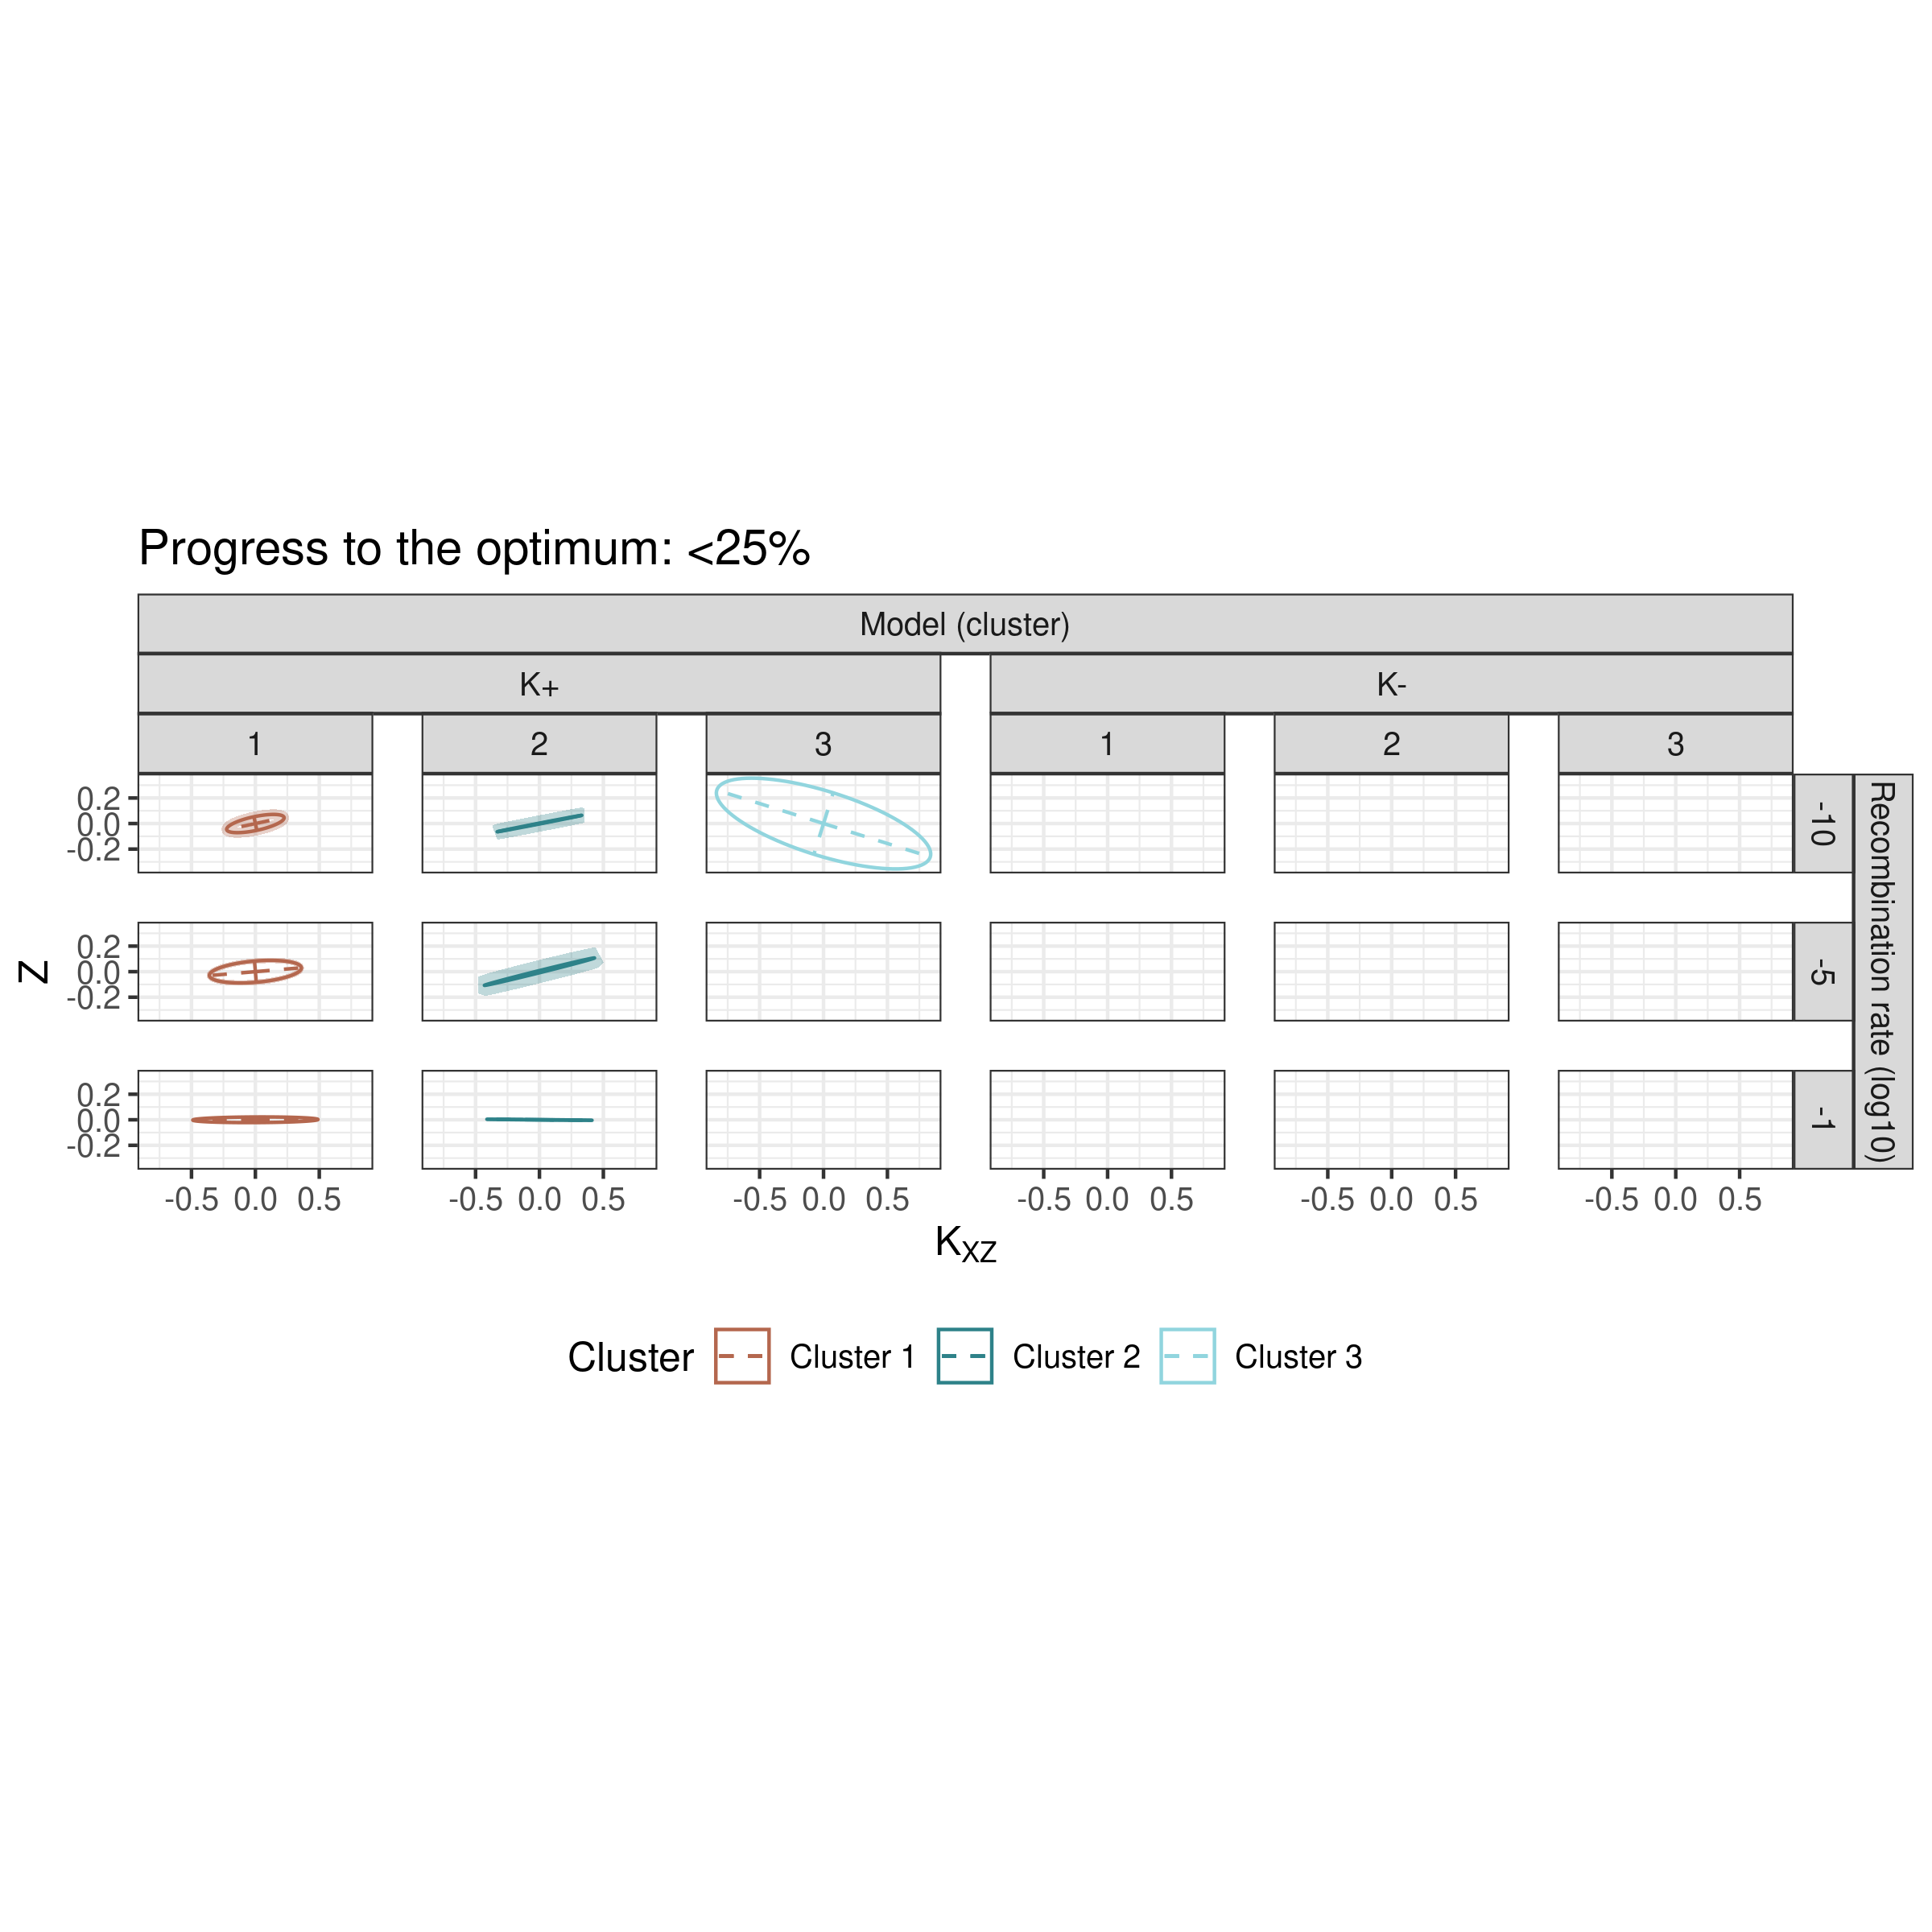 Progress to the optimum: <25%
Model (cluster)
K+ K-
1 2 3 1 2 3
0.2
0.0
-0.2
-10
0.2
0.0
-0.2
-5
0.2
0.0
-0.2
-1
Recombination rate (log10)
Z
-0.5 0.0 0.5 -0.5 0.0 0.5 -0.5 0.0 0.5 -0.5 0.0 0.5 -0.5 0.0 0.5 -0.5 0.0 0.5
KXZ
Cluster Cluster 1 Cluster 2 Cluster 3